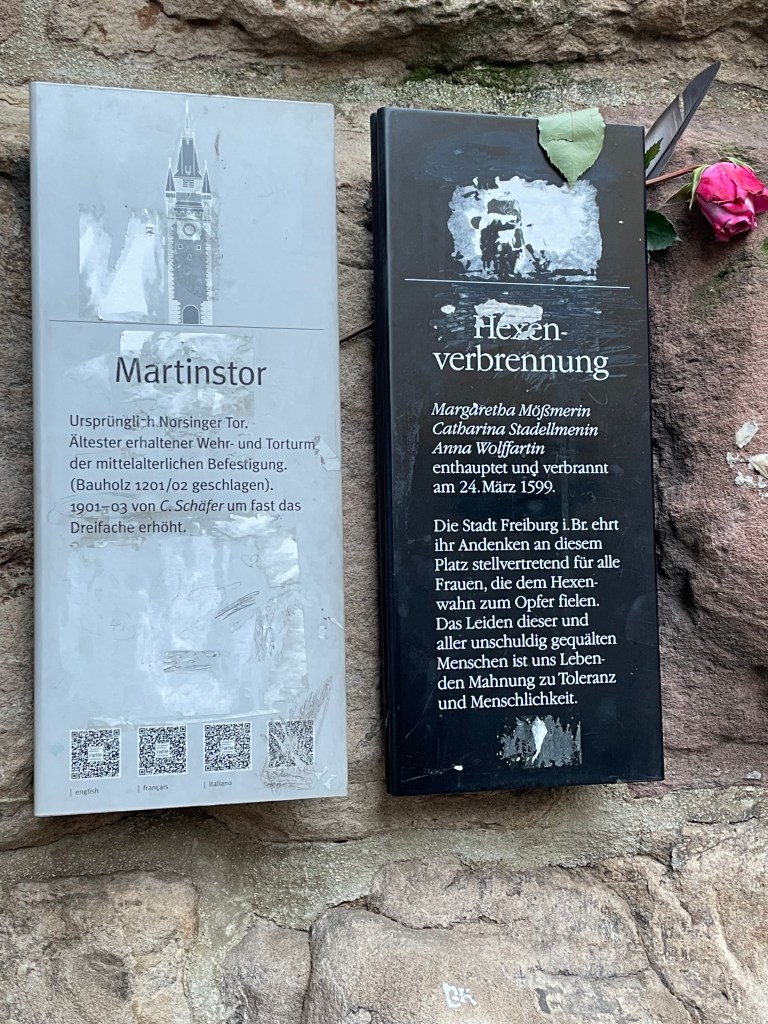 Martinstor
Ursprünglich Norsinger Tor.
Ältester erhaltener Wehr- und Torturm
der mittelalterlichen Befestigung.
(Bauholz 1201/02 geschlagen).
1901–03 von C. Schäfer um fast das
Dreifache erhöht.
| english
| français
| italiano
Hexen-
verbrennung
Margaretha Mößmerin
Catharina Stadellmenin
Anna Wolffartin
enthauptet und verbrannt
am 24. März 1599.
Die Stadt Freiburg i. Br. ehrt
ihr Andenken an diesem
Platz stellvertretend für alle
Frauen, die dem Hexen-
wahn zum Opfer fielen.
Das Leiden dieser und
aller unschuldig gequälten
Menschen ist uns Leben-
den Mahnung zu Toleranz
und Menschlichkeit.